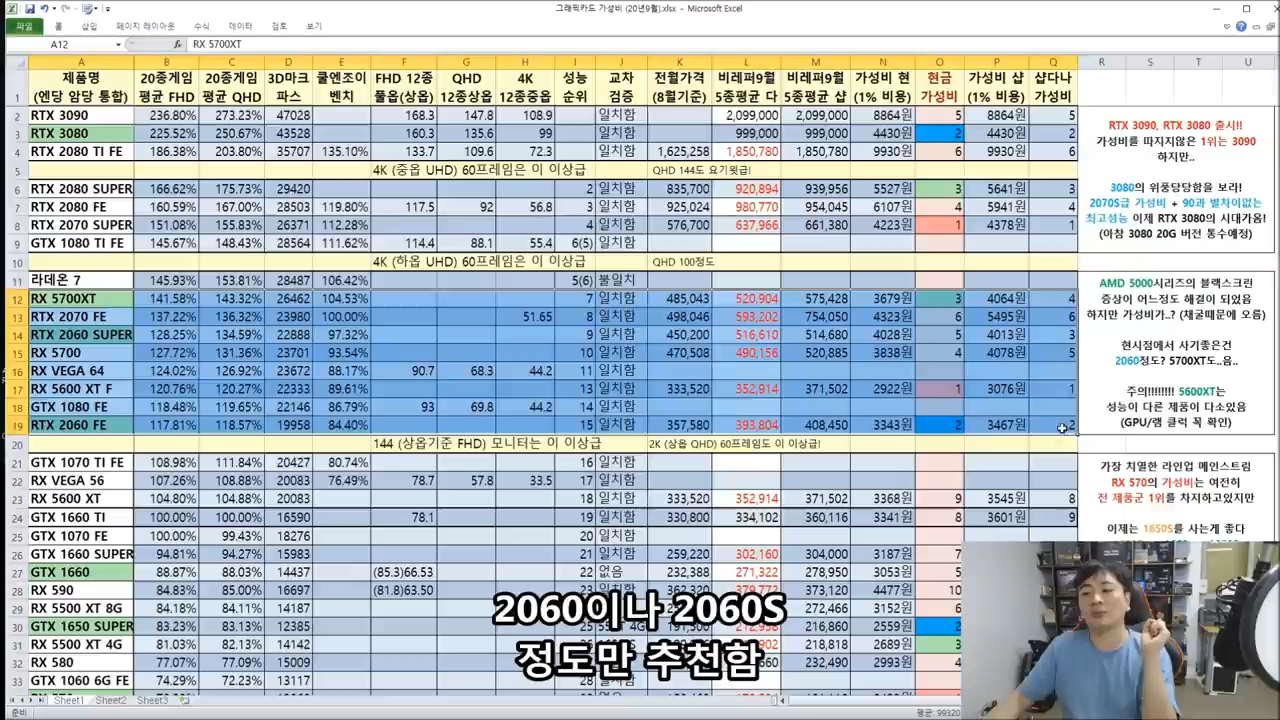 그래픽카드 가성비 (20년9월).xlsx - Microsoft Excel
파일 홈 삽입 페이지 레이아웃 수식 데이터 검토 보기
A12 fx RX 5700XT
A B C D E F G H I J K L M N O P Q R S T U
제품명 20종게임 20종게임 3D마크 쿨엔조이 FHD 12종 QHD 4K 성능 교차 전월가격 비레퍼9월 비레퍼9월 가성비 현 현금 가성비 샵 샵다나
1 (엔당 암당 통합) 평균 FHD 평균 QHD 파스 벤치 풀옵(상옵) 12종상옵 12종중옵 순위 검증 (8월기준) 5종평균 다 5종평균 샵 (1% 비용) 가성비 (1% 비용) 가성비
2 RTX 3090 236.80% 273.23% 47028 168.3 147.8 108.9 일치함 2,099,000 2,099,000 8864원 5 8864원 5
3 RTX 3080 225.52% 250.67% 43528 160.3 135.6 99 일치함 999,000 999,000 4430원 2 4430원 2
4 RTX 2080 TI FE 186.38% 203.80% 35707 135.10% 133.7 109.6 72.3 일치함 1,625,258 1,850,780 1,850,780 9930원 6 9930원 6
5 4K (중옵 UHD) 60프레임은 이 이상급 QHD 144도 요기윗급!
6 RTX 2080 SUPER 166.62% 175.73% 29420 2 일치함 835,700 920,894 939,956 5527원 3 5641원 3
7 RTX 2080 FE 160.59% 167.00% 28503 119.80% 117.5 92 56.8 3 일치함 925,024 980,770 954,045 6107원 4 5941원 4
8 RTX 2070 SUPER 151.08% 155.83% 26371 112.28% 4 일치함 576,700 637,966 661,380 4223원 1 4378원 1
9 GTX 1080 TI FE 145.67% 148.43% 28564 111.62% 114.4 88.1 55.4 6(5) 일치함
10 4K (하옵 UHD) 60프레임은 이 이상급 QHD 100정도
11 라데온 7 145.93% 153.81% 28487 106.42% 5(6) 불일치
12 RX 5700XT 141.58% 143.32% 26462 104.53% 7 일치함 485,043 520,904 575,428 3679원 3 4064원 4
13 RTX 2070 FE 137.22% 136.32% 23980 100.00% 51.65 8 일치함 498,046 593,202 754,050 4323원 6 5495원 6
14 RTX 2060 SUPER 128.25% 134.59% 22888 97.32% 9 일치함 450,200 516,610 514,680 4028원 5 4013원 3
15 RX 5700 127.72% 131.36% 23701 93.54% 10 일치함 470,508 490,156 520,885 3838원 4 4078원 5
16 RX VEGA 64 124.02% 126.92% 23672 88.17% 90.7 68.3 44.2 11 일치함
17 RX 5600 XT F 120.76% 120.27% 22333 89.61% 13 일치함 333,520 352,914 371,502 2922원 1 3076원 1
18 GTX 1080 FE 118.48% 119.65% 22146 86.79% 93 69.8 44.2 14 일치함
19 RTX 2060 FE 117.81% 118.57% 19958 84.40% 15 일치함 357,580 393,804 408,450 3343원 2 3467원 2
20 144 (상옵기준 FHD) 모니터는 이 이상급 2K (상옵 QHD) 60프레임도 이 이상급!
21 GTX 1070 TI FE 108.98% 111.84% 20427 80.74% 16 일치함
22 RX VEGA 56 107.26% 108.88% 20083 76.49% 78.7 57.8 33.5 17 일치함
23 RX 5600 XT 104.80% 104.88% 20083 18 일치함 333,520 352,914 371,502 3368원 9 3545원 8
24 GTX 1660 TI 100.00% 100.00% 16590 78.1 19 일치함 330,800 334,102 360,116 3341원 8 3601원 9
25 GTX 1070 FE 100.00% 99.43% 18276 20 일치함
26 GTX 1660 SUPER 94.81% 94.27% 15983 21 일치함 259,220 302,160 304,000 3187원 7
27 GTX 1660 88.87% 88.03% 14437 (85.3)66.53 22 없음 232,388 271,322 278,950 3053원 5
28 RX 590 84.83% 85.00% 16697 (81.8)63.50 일치함 362,320 379,772 373,120 4477원 10
29 RX 5500 XT 8G 84.18% 84.11% 14187 272,466 3152원 6
30 GTX 1650 SUPER 83.23% 83.13% 12385 216,860 2559원 2
31 RX 5500 XT 4G 81.03% 82.13% 14142 218,818 2689원 3
32 RX 580 77.07% 77.09% 15009 232,490 2993원 4
33 GTX 1060 6G FE 74.29% 72.23% 13117 28
RTX 3090, RTX 3080 출시!!
가성비를 따지지않은 1위는 3090
하지만..
3080의 위풍당당함을 보라!
2070S급 가성비 + 90과 별차이없는
최고성능 이제 RTX 3080의 시대가옴!
(아참 3080 20G 버전 통수예정)
AMD 5000시리즈의 블랙스크린
증상이 어느정도 해결이 되었음
하지만 가성비가..? (채굴때문에 오름)
현시점에서 사기좋은건
2060정도? 5700XT도..음..
주의!!!!!!!! 5600XT는
성능이 다른 제품이 다소있음
(GPU/램 클럭 꼭 확인)
가장 치열한 라인업 메인스트림
RX 570의 가성비는 여전히
전 제품군 1위를 차지하고있지만
이제는 1650S를 사는게 좋다
2060이나 2060S
정도만 추천함
Sheet1 Sheet2 Sheet3
준비